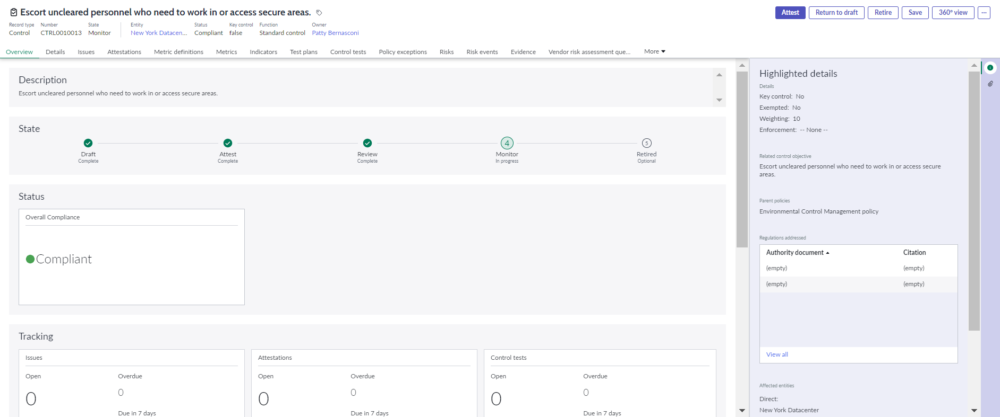 Escort uncleared personnel who need to work in or access secure areas.
Attest Return to draft Retire Save 360° view ...
Record type Number State Entity Status Key control Function Owner
Control CTRL0010013 Monitor New York Datacen... Compliant false Standard control Patty Bernasconi
Overview Details Issues Attestations Metric definitions Metrics Indicators Test plans Control tests Policy exceptions Risks Risk events Evidence Vendor risk assessment que... More
Description
Escort uncleared personnel who need to work in or access secure areas.
State
4 5
Draft Attest Review Monitor Retired
Complete Complete Complete In progress Optional
Status
Overall Compliance
Compliant
Tracking
Issues
Open Overdue
0 0
Due in 7 days
Attestations
Open Overdue
0 0
Due in 7 days
Control tests
Open Overdue
0 0
Due in 7 days
Highlighted details
Details
Key control: No
Exempted: No
Weighting: 10
Enforcement: -- None --
Related control objective
Escort uncleared personnel who need to work in or access secure
areas.
Parent policies
Environmental Control Management policy
Regulations addressed
Authority document Citation
(empty) (empty)
(empty) (empty)
View all
Affected entities
Direct:
New York Datacenter